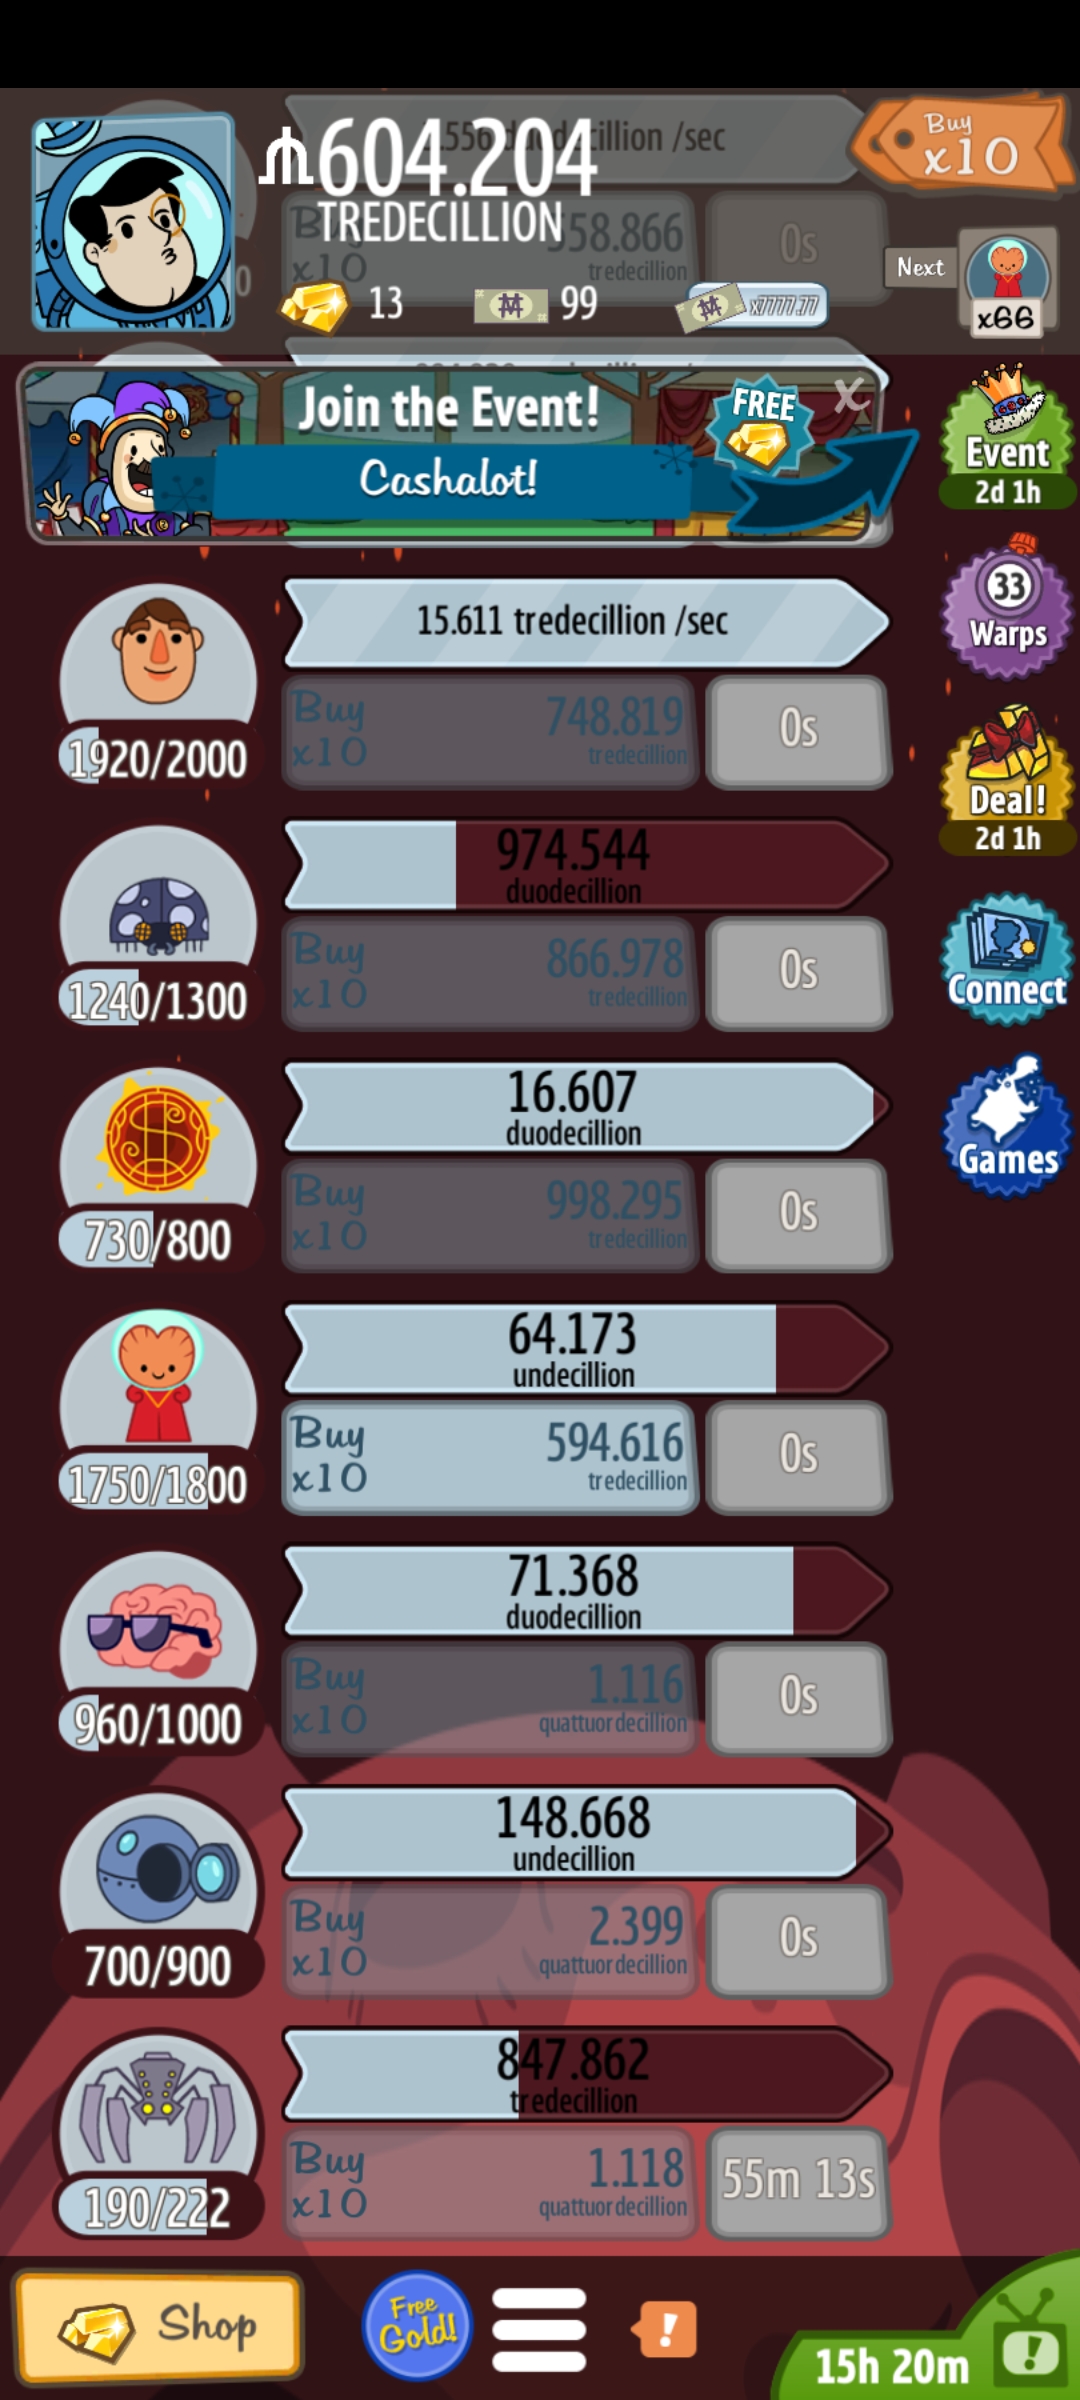 .556 duodecillion /sec
604.204
TREDECILLION
Buy
x10
Buy
x10
558.866
tredecillion
0s
13
99
x7777.77
Next
x66
Join the Event!
FREE
X
Cashalot!
Event
2d 1h
15.611 tredecillion /sec
33
Warps
1920/2000
Buy
x10
748.819
tredecillion
0s
Deal!
2d 1h
974.544
duodecillion
1240/1300
Buy
x10
866.978
tredecillion
0s
Connect
16.607
duodecillion
Games
730/800
Buy
x10
998.295
tredecillion
0s
64.173
undecillion
1750/1800
Buy
x10
594.616
tredecillion
0s
71.368
duodecillion
960/1000
Buy
x10
1.116
quattuordecillion
0s
148.668
undecillion
700/900
Buy
x10
2.399
quattuordecillion
0s
847.862
tredecillion
190/222
Buy
x10
1.118
quattuordecillion
55m 13s
Shop
Free
Gold!
!
15h 20m
!